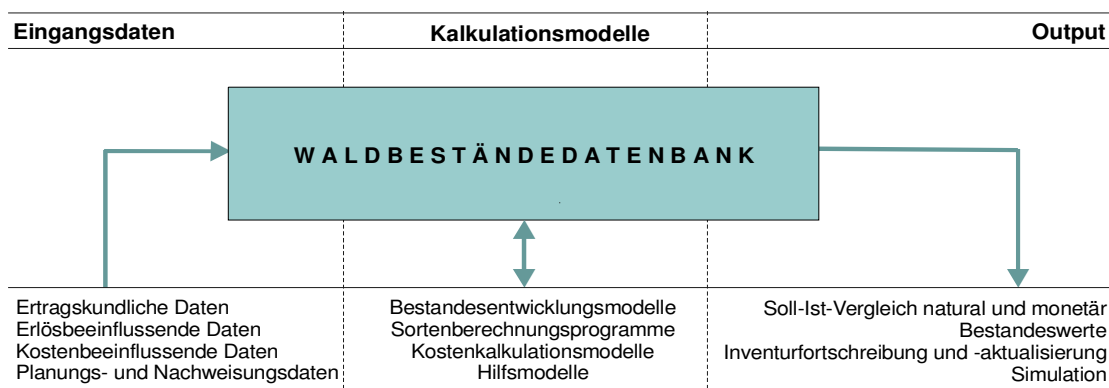 Eingangsdaten
Kalkulationsmodelle
Output
WALDBESTÄNDEDATENBANK
Ertragskundliche Daten
Erlösbeeinflussende Daten
Kostenbeeinflussende Daten
Planungs- und Nachweisungsdaten
Bestandesentwicklungsmodelle
Sortenberechnungsprogramme
Kostenkalkulationsmodelle
Hilfsmodelle
Soll-Ist-Vergleich natural und monetär
Bestandeswerte
Inventurfortschreibung und -aktualisierung
Simulation